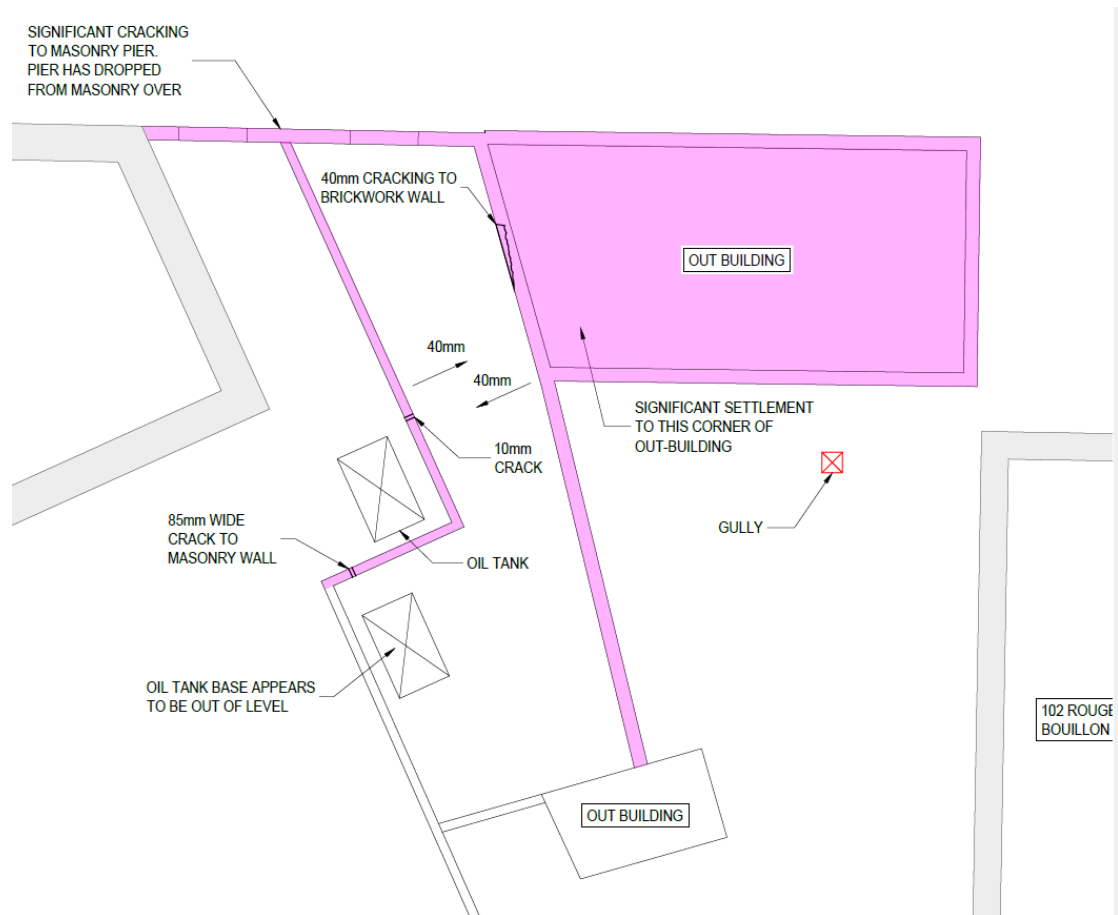 SIGNIFICANT CRACKING
TO MASONRY PIER.
PIER HAS DROPPED
FROM MASONRY OVER
40mm CRACKING TO
BRICKWORK WALL
OUT BUILDING
40mm
40mm
SIGNIFICANT SETTLEMENT
TO THIS CORNER OF
OUT-BUILDING
10mm
CRACK
GULLY
85mm WIDE
CRACK TO
MASONRY WALL
OIL TANK
OIL TANK BASE APPEARS
TO BE OUT OF LEVEL
102 ROUGE
BOUILLON
OUT BUILDING